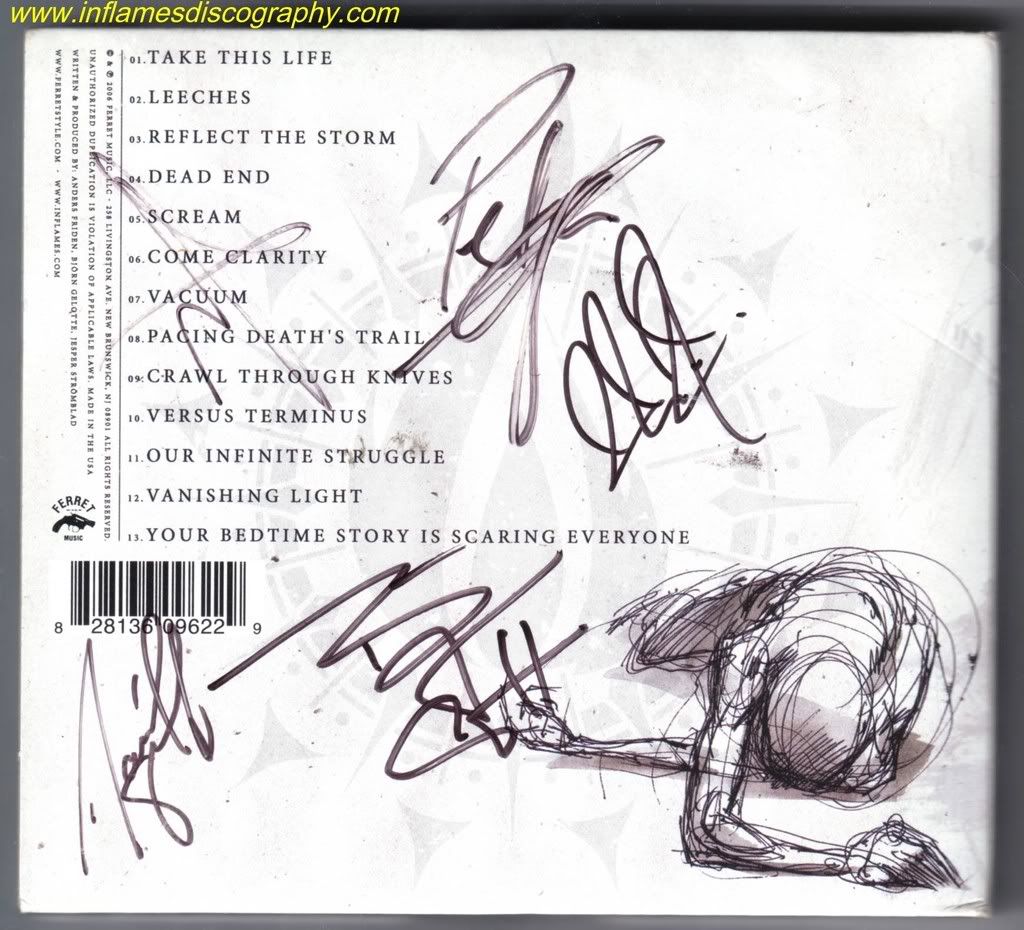 www.inflamesdiscography.com
01. TAKE THIS LIFE
02. LEECHES
03. REFLECT THE STORM
04. DEAD END
05. SCREAM
06. COME CLARITY
07. VACUUM
08. PACING DEATH'S TRAIL
09. CRAWL THROUGH KNIVES
10. VERSUS TERMINUS
11. OUR INFINITE STRUGGLE
12. VANISHING LIGHT
13. YOUR BEDTIME STORY IS SCARING EVERYONE
© & ℗ 2006 FERRET MUSIC, LLC - 258 LIVINGSTON AVE. NEW BRUNSWICK, NJ 08901 ALL RIGHTS RESERVED.
UNAUTHORIZED DUPLICATION IS VIOLATION OF APPLICABLE LAWS. MADE IN THE USA
WRITTEN & PRODUCED BY: ANDERS FRIDEN, BJÖRN GELOTTE, JESPER STRÖMBLAD
WWW.FERRETSTYLE.COM - WWW.INFLAMES.COM
FERRET
MUSIC
8 28136 09622 9